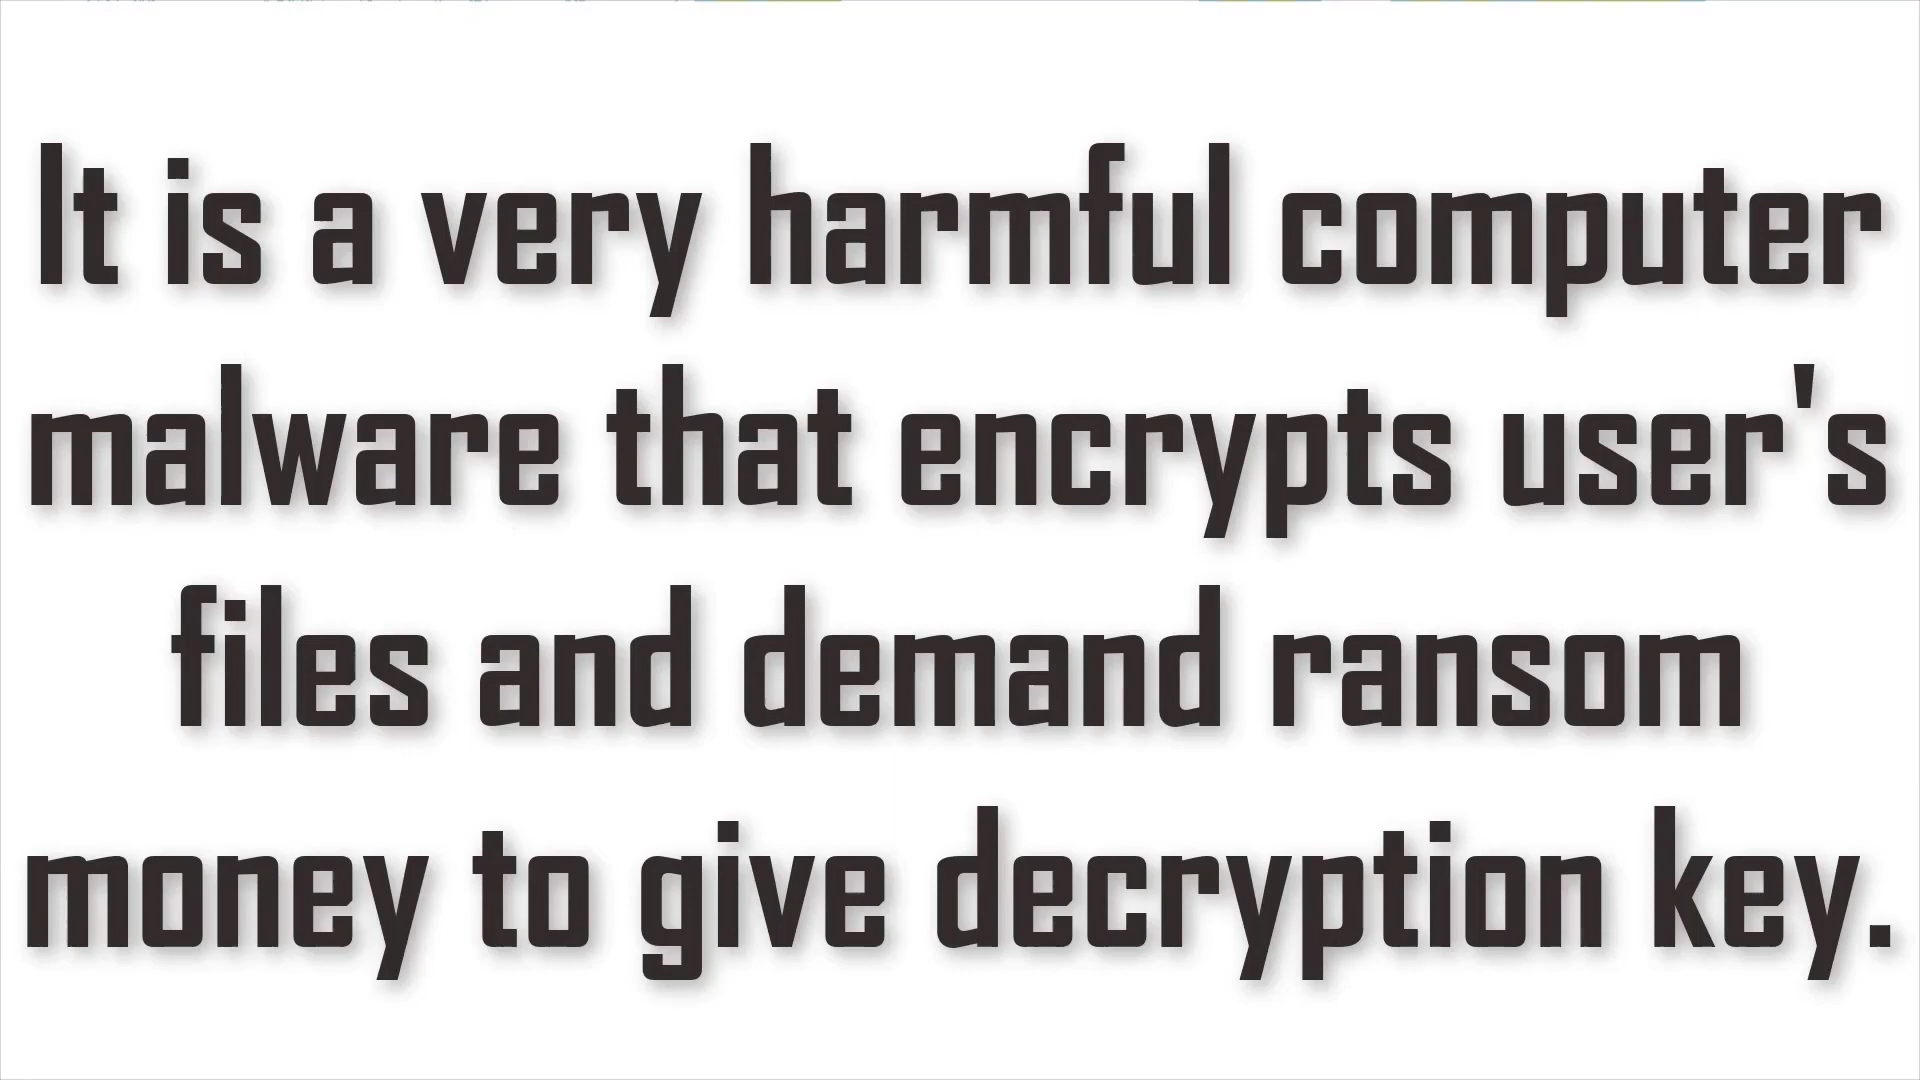 It is a very harmful computer
malware that encrypts user's
files and demand ransom
money to give decryption key.